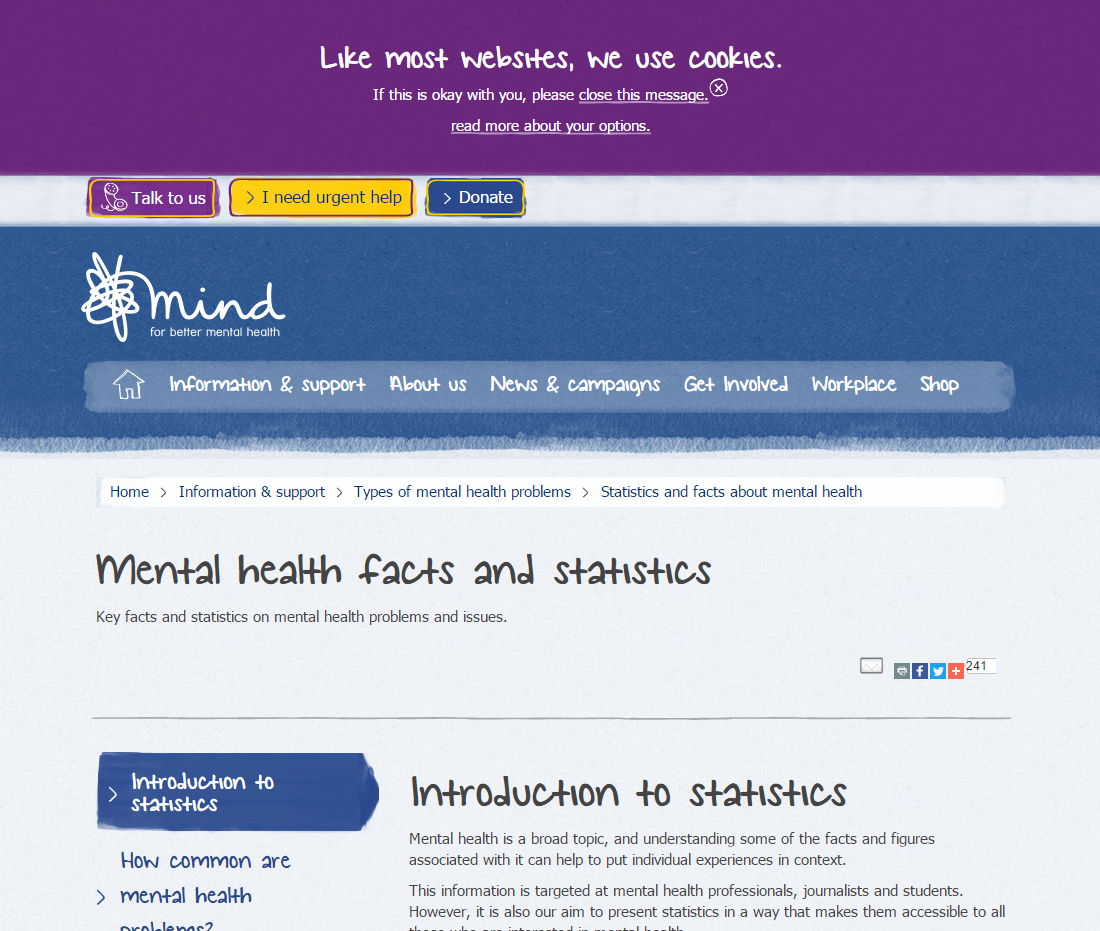 Like most websites, we use cookies.
If this is okay with you, please close this message.
read more about your options.
Talk to us
I need urgent help
Donate
mind
for better mental health
Information & support
About us
News & campaigns
Get Involved
Workplace
Shop
Home > Information & support > Types of mental health problems > Statistics and facts about mental health
Mental health facts and statistics
Key facts and statistics on mental health problems and issues.
241
Introduction to
statistics
How common are
mental health
problems?
Introduction to statistics
Mental health is a broad topic, and understanding some of the facts and figures
associated with it can help to put individual experiences in context.
This information is targeted at mental health professionals, journalists and students.
However, it is also our aim to present statistics in a way that makes them accessible to all
those who are interested in mental health.